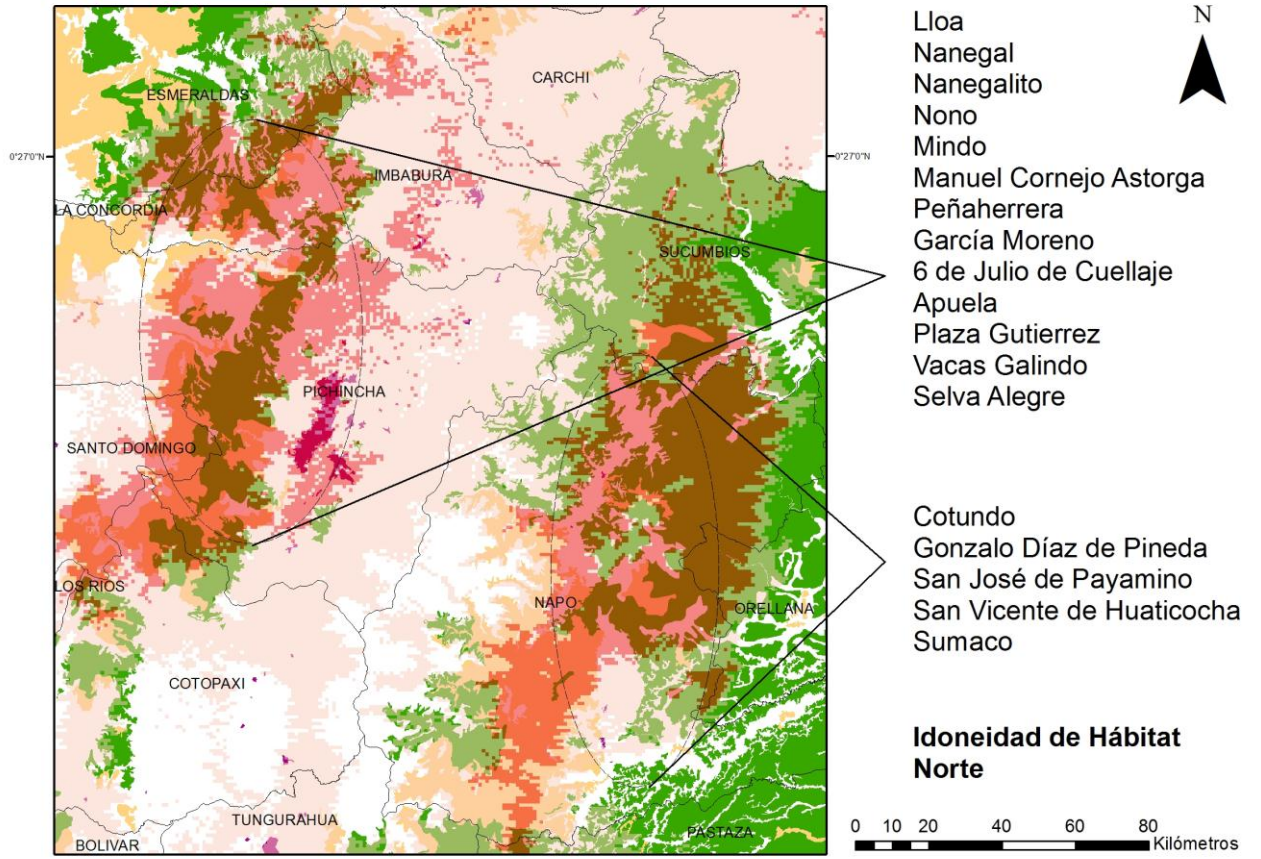 CARCHI
ESMERALDAS
0°27'0"N
0°27'0"N
IMBABURA
LA CONCORDIA
SUCUMBIOS
PICHINCHA
SANTO DOMINGO
LOS RIOS
NAPO
ORELLANA
COTOPAXI
TUNGURAHUA
PASTAZA
BOLIVAR
N
Lloa
Nanegal
Nanegalito
Nono
Mindo
Manuel Cornejo Astorga
Peñaherrera
García Moreno
6 de Julio de Cuellaje
Apuela
Plaza Gutierrez
Vacas Galindo
Selva Alegre
Cotundo
Gonzalo Díaz de Pineda
San José de Payamino
San Vicente de Huaticocha
Sumaco
Idoneidad de Hábitat
Norte
0 10 20 40 60 80
Kilómetros